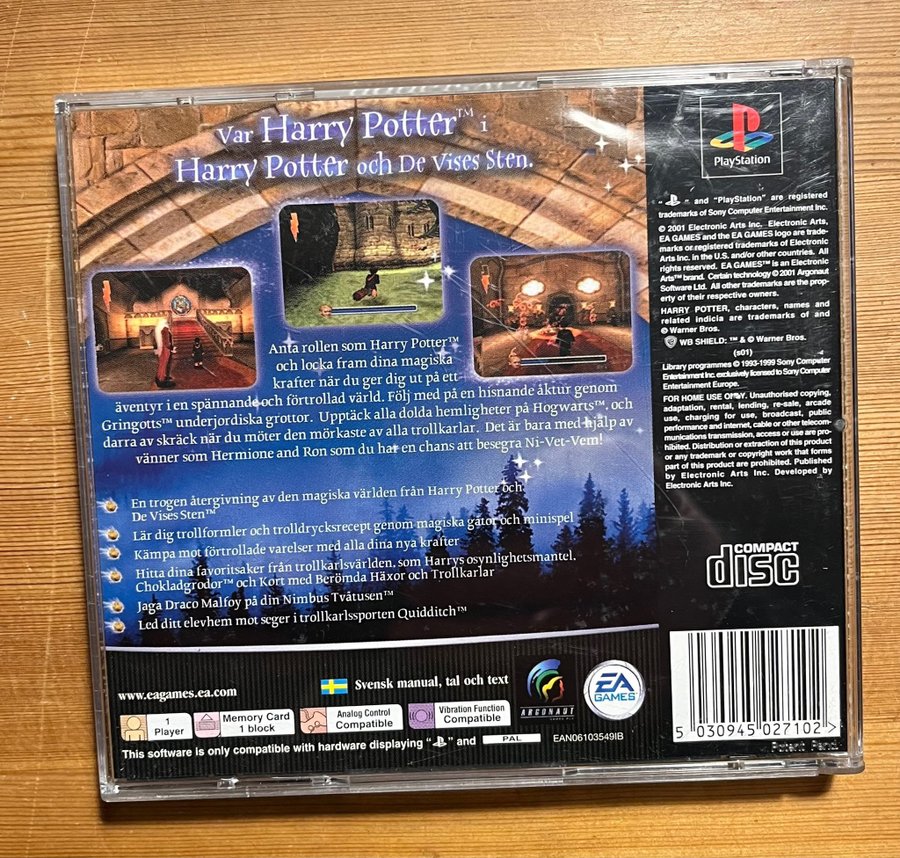 Var Harry Potter™ i
Harry Potter och De Vises Sten.
Anta rollen som Harry Potter™
och locka fram dina magiska
krafter när du ger dig ut på ett
äventyr i en spännande och förtrollad värld. Följ med på en hisnande åktur genom
Gringotts™ underjordiska grottor. Upptäck alla dolda hemligheter på Hogwarts™, och
darra av skräck när du möter den mörkaste av alla trollkarlar. Det är bara med hjälp av
vänner som Hermione and Ron som du har en chans att besegra Ni-Vet-Vem!
En trogen återgivning av den magiska världen från Harry Potter och
De Vises Sten™
Lär dig trollformler och trolldrycksrecept genom magiska gåtor och minispel
Kämpa mot förtrollade varelser med alla dina nya krafter
Hitta dina favoritsaker från trollkarlsvärlden, som Harrys osynlighetsmantel,
Chokladgrodor™ och Kort med Berömda Häxor och Trollkarlar
Jaga Draco Malfoy på din Nimbus Tvåtusen™
Led ditt elevhem mot seger i trollkarlssporten Quidditch™
www.eagames.ea.com
Svensk manual, tal och text
ARGONAUT
EA
GAMES™
1
Player
Memory Card
1 block
Analog Control
Compatible
Vibration Function
Compatible
This software is only compatible with hardware displaying " " and PAL
EAN06103549IB
PlayStation
" " and "PlayStation" are registered
trademarks of Sony Computer Entertainment Inc.
© 2001 Electronic Arts Inc. Electronic Arts,
EA GAMES and the EA GAMES logo are trade-
marks or registered trademarks of Electronic
Arts Inc. in the U.S. and/or other countries. All
rights reserved. EA GAMES™ is an Electronic
Arts™ brand. Certain technology © 2001 Argonaut
Software Ltd. All other trademarks are the prop-
erty of their respective owners.
HARRY POTTER, characters, names and
related indicia are trademarks of and
© Warner Bros.
WB SHIELD: ™ & © Warner Bros.
(s01)
Library programmes © 1993-1999 Sony Computer
Entertainment Inc. exclusively licensed to Sony Computer
Entertainment Europe.
FOR HOME USE ONLY. Unauthorised copying,
adaptation, rental, lending, re-sale, arcade
use, charging for use, broadcast, public
performance and internet, cable or other telecom-
munications transmission, access or use are pro-
hibited. Distribution or extraction of this product
or any trademark or copyright work that forms
part of this product are prohibited. Published
by Electronic Arts Inc. Developed by
Electronic Arts Inc.
COMPACT
disc
5 030945 027102 >
Patent Pend.